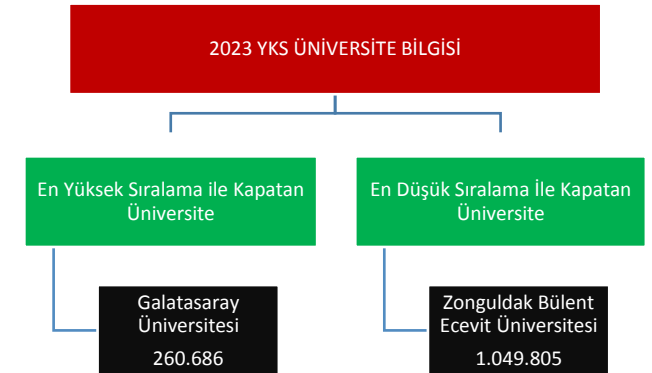 2023 YKS ÜNİVERSİTE BİLGİSİ
En Yüksek Sıralama ile Kapatan
Üniversite
En Düşük Sıralama İle Kapatan
Üniversite
Galatasaray
Üniversitesi
260.686
Zonguldak Bülent
Ecevit Üniversitesi
1.049.805